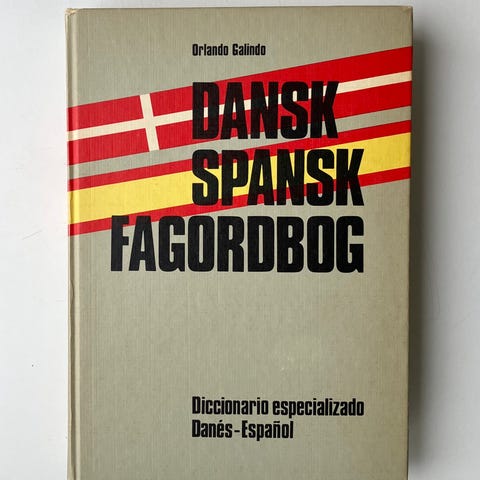 Orlando Galindo
DANSK
SPANSK
FAGORDBOG
Diccionario especializado
Danés-Español